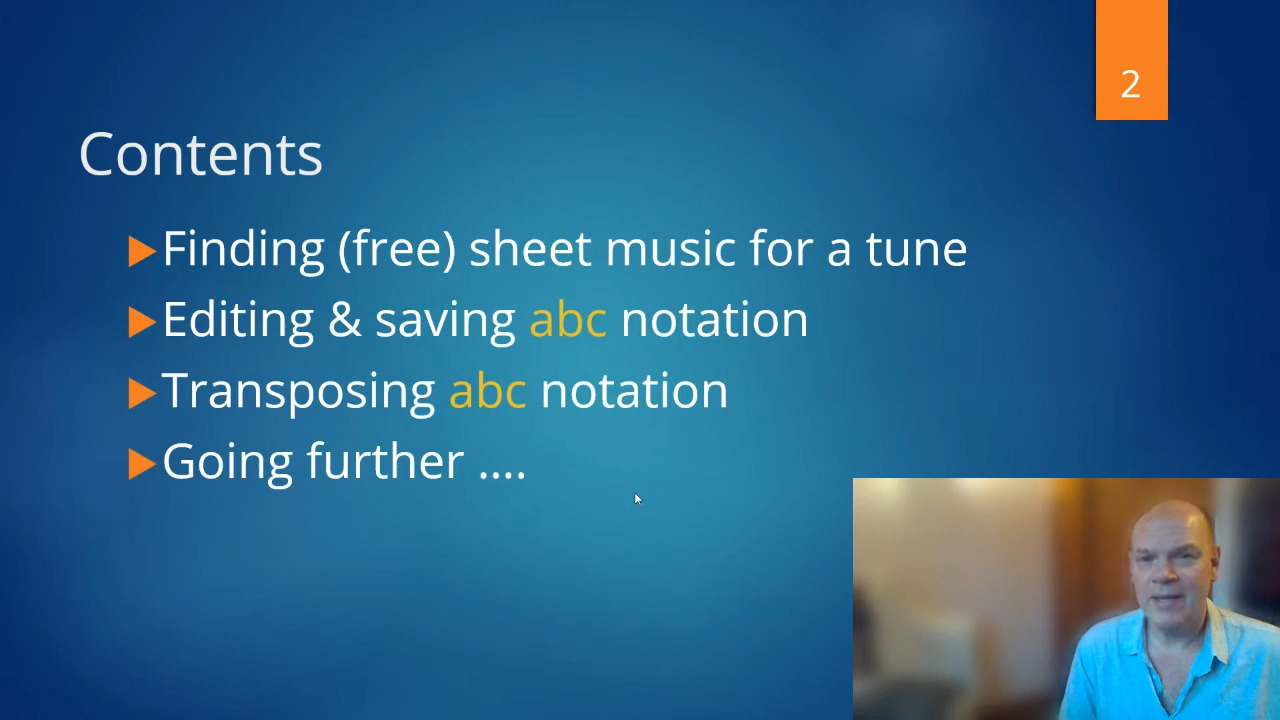 2
Contents
Finding (free) sheet music for a tune
Editing & saving abc notation
Transposing abc notation
Going further ....